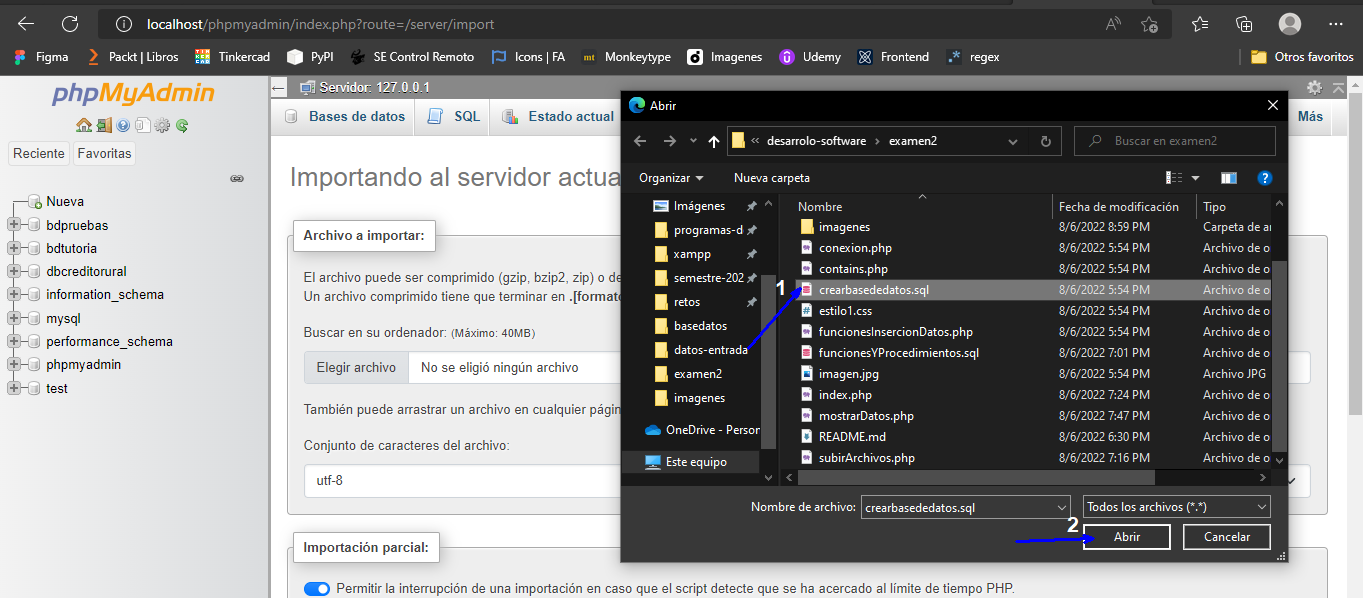 localhost/phpmyadmin/index.php?route=/server/import
Figma
Packt | Libros
Tinkercad
PyPI
SE Control Remoto
Icons | FA
mt Monkeytype
Imagenes
Udemy
Frontend
.* regex
Otros favoritos
phpMyAdmin
Reciente
Favoritas
Nueva
bdpruebas
bdtutoria
dbcreditorural
information_schema
mysql
performance_schema
phpmyadmin
test
Servidor: 127.0.0.1
Bases de datos
SQL
Estado actual
Más
Importando al servidor actua
Archivo a importar:
El archivo puede ser comprimido (gzip, bzip2, zip) o de
Un archivo comprimido tiene que terminar en .[format
Buscar en su ordenador: (Máximo: 40MB)
Elegir archivo No se eligió ningún archivo
También puede arrastrar un archivo en cualquier págin
Conjunto de caracteres del archivo:
utf-8
Importación parcial:
Permitir la interrupción de una importación en caso que el script detecte que se ha acercado al límite de tiempo PHP.
Abrir
« desarrolo-software › examen2
Buscar en examen2
Organizar
Nueva carpeta
Imágenes
programas-d
xampp
semestre-202
retos
basedatos
datos-entrada
examen2
imagenes
OneDrive - Person
Este equipo
Nombre Fecha de modificación Tipo
imagenes 8/6/2022 8:59 PM Carpeta de ar
conexion.php 8/6/2022 5:54 PM Archivo de o
contains.php 8/6/2022 5:54 PM Archivo de o
crearbasededatos.sql 8/6/2022 5:54 PM Archivo de o
estilo1.css 8/6/2022 5:54 PM Archivo de o
funcionesInsercionDatos.php 8/6/2022 5:54 PM Archivo de o
funcionesYProcedimientos.sql 8/6/2022 7:01 PM Archivo de o
imagen.jpg 8/6/2022 5:54 PM Archivo JPG
index.php 8/6/2022 7:24 PM Archivo de o
mostrarDatos.php 8/6/2022 7:47 PM Archivo de o
README.md 8/6/2022 6:30 PM Archivo de o
subirArchivos.php 8/6/2022 7:16 PM Archivo de o
1
Nombre de archivo: crearbasededatos.sql
Todos los archivos (*.*)
2
Abrir
Cancelar